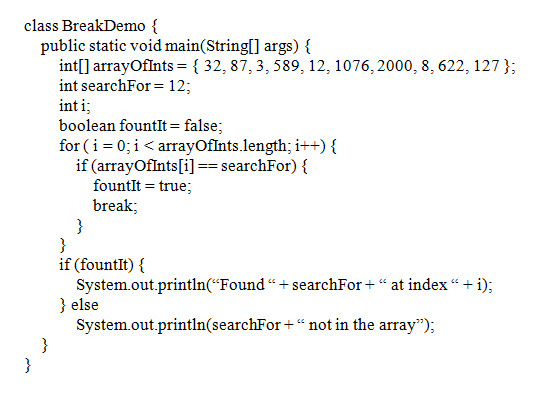 class BreakDemo {
public static void main(String[] args) {
int[] arrayOfInts = { 32, 87, 3, 589, 12, 1076, 2000, 8, 622, 127 };
int searchFor = 12;
int i;
boolean fountIt = false;
for ( i = 0; i < arrayOfInts.length; i++) {
if (arrayOfInts[i] == searchFor) {
fountIt = true;
break;
}
}
if (fountIt) {
System.out.println(“Found “ + searchFor + “ at index “ + i);
} else
System.out.println(searchFor + “ not in the array”);
}
}